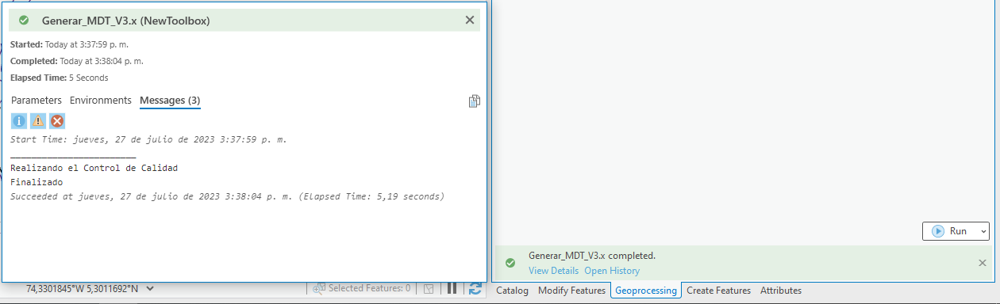 Generar_MDT_V3.x (NewToolbox)
Started: Today at 3:37:59 p. m.
Completed: Today at 3:38:04 p. m.
Elapsed Time: 5 Seconds
Parameters Environments Messages (3)
Start Time: jueves, 27 de julio de 2023 3:37:59 p. m.
________________________
Realizando el Control de Calidad
Finalizado
Succeeded at jueves, 27 de julio de 2023 3:38:04 p. m. (Elapsed Time: 5,19 seconds)
74,3301845°W 5,3011692°N
Selected Features: 0
Run
Generar_MDT_V3.x completed.
View Details Open History
Catalog Modify Features Geoprocessing Create Features Attributes